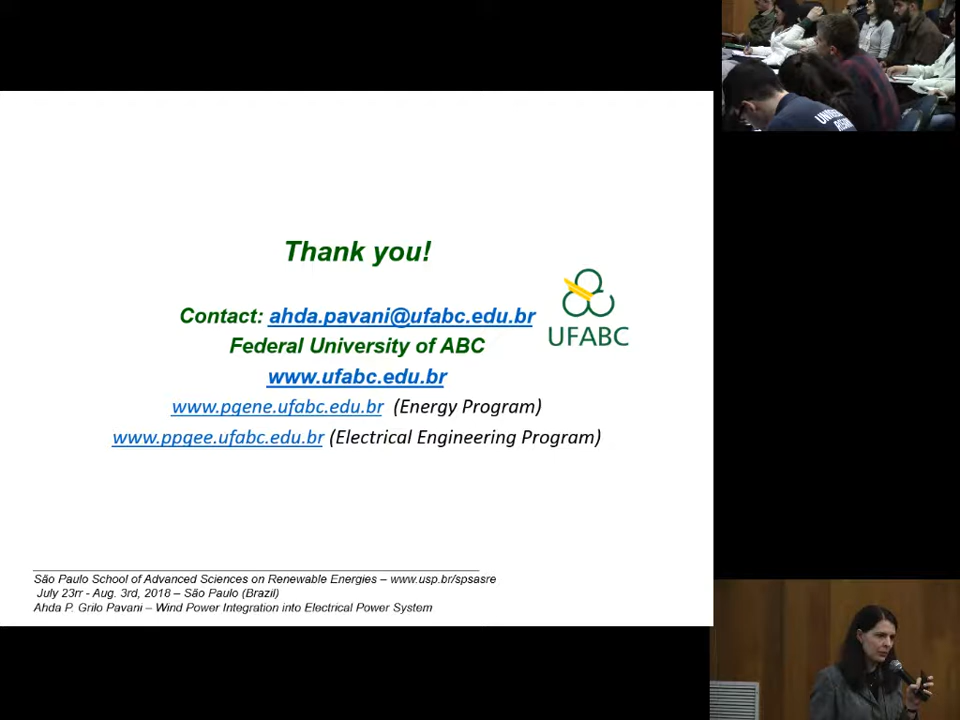 Thank you!
Contact: ahda.pavani@ufabc.edu.br
UFABC
Federal University of ABC
www.ufabc.edu.br
www.pgene.ufabc.edu.br (Energy Program)
www.ppgee.ufabc.edu.br (Electrical Engineering Program)
São Paulo School of Advanced Sciences on Renewable Energies – www.usp.br/spsasre
July 23rr - Aug. 3rd, 2018 – São Paulo (Brazil)
Ahda P. Grilo Pavani – Wind Power Integration into Electrical Power System